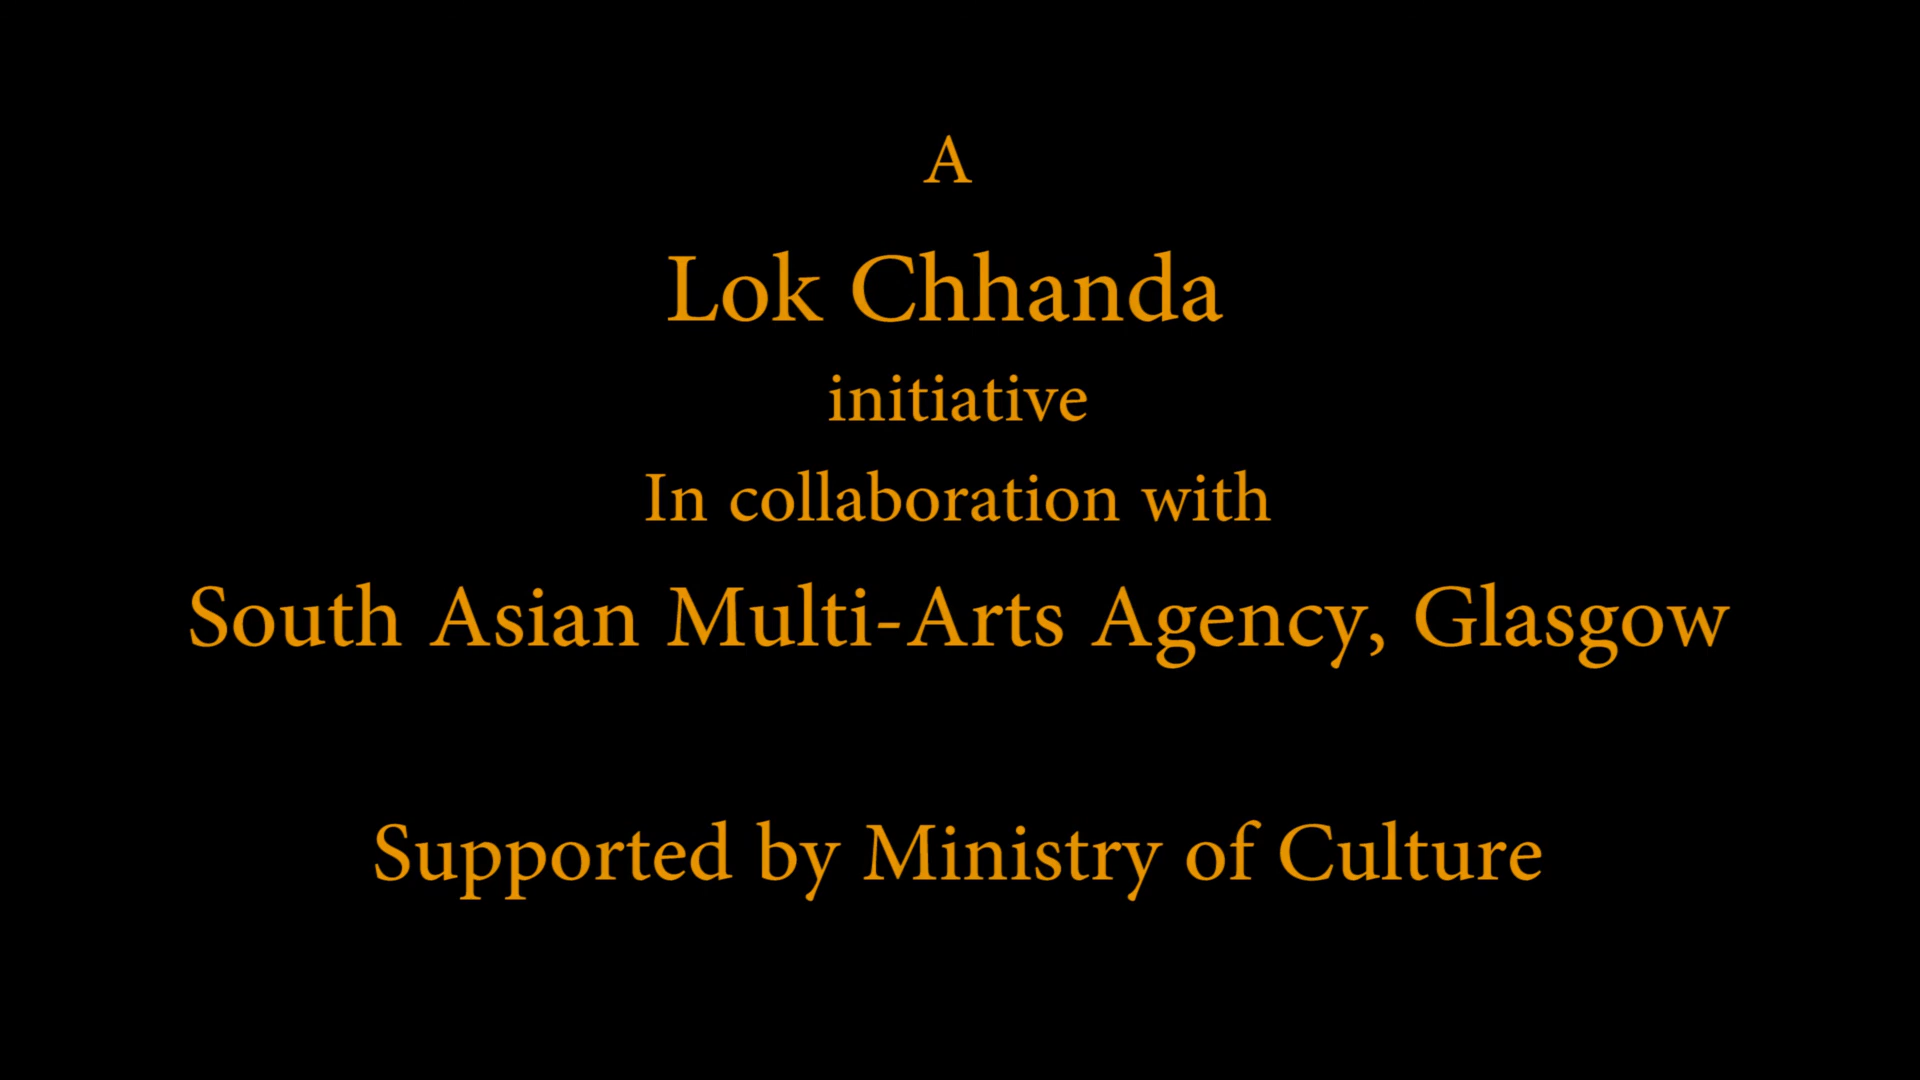 A
Lok Chhanda
initiative
In collaboration with
South Asian Multi-Arts Agency, Glasgow
Supported by Ministry of Culture